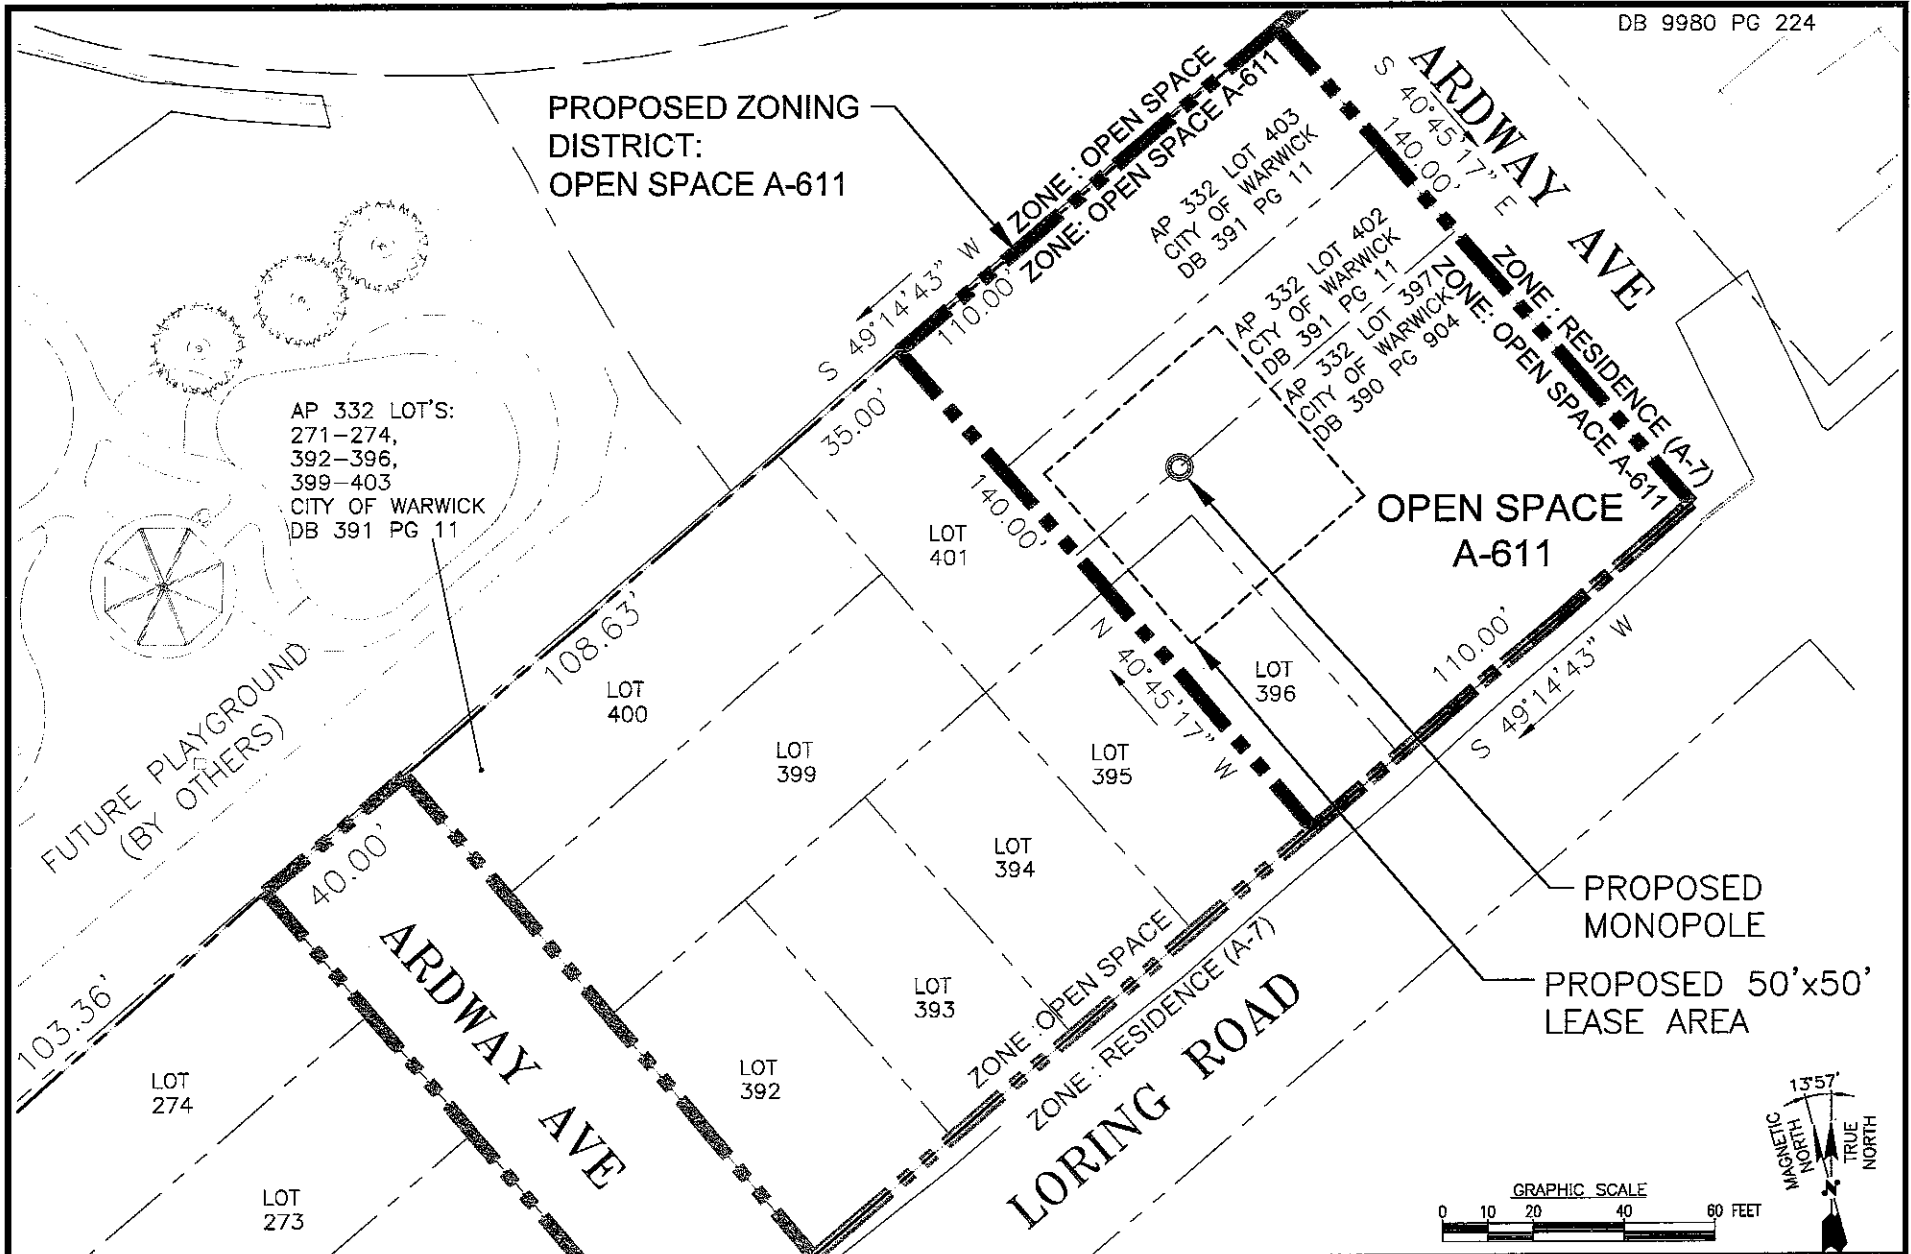 DB 9980 PG 224
PROPOSED ZONING
DISTRICT:
OPEN SPACE A-611
ZONE : OPEN SPACE
ZONE: OPEN SPACE A-611
ARDWAY AVE
S 40°45'17" E
140.00'
AP 332 LOT 403
CITY OF WARWICK
DB 391 PG 11
AP 332 LOT 402
CITY OF WARWICK
DB 391 PG 11
AP 332 LOT 397
CITY OF WARWICK
DB 390 PG 904
ZONE : RESIDENCE (A-7)
ZONE: OPEN SPACE A-611
S 49°14'43" W
110.00'
35.00'
AP 332 LOT'S:
271-274,
392-396,
399-403
CITY OF WARWICK
DB 391 PG 11
140.00'
LOT
401
OPEN SPACE
A-611
N 40°45'17" W
108.63'
LOT
396
110.00'
S 49°14'43" W
LOT
400
LOT
399
LOT
395
FUTURE PLAYGROUND
(BY OTHERS)
40.00'
LOT
394
PROPOSED
MONOPOLE
ARDWAY AVE
LOT
393
ZONE : OPEN SPACE
ZONE : RESIDENCE (A-7)
PROPOSED 50'x50'
LEASE AREA
103.36'
LOT
274
LOT
392
LORING ROAD
LOT
273
13°57'
MAGNETIC
NORTH
TRUE
NORTH
N
GRAPHIC SCALE
0 10 20 40 60 FEET